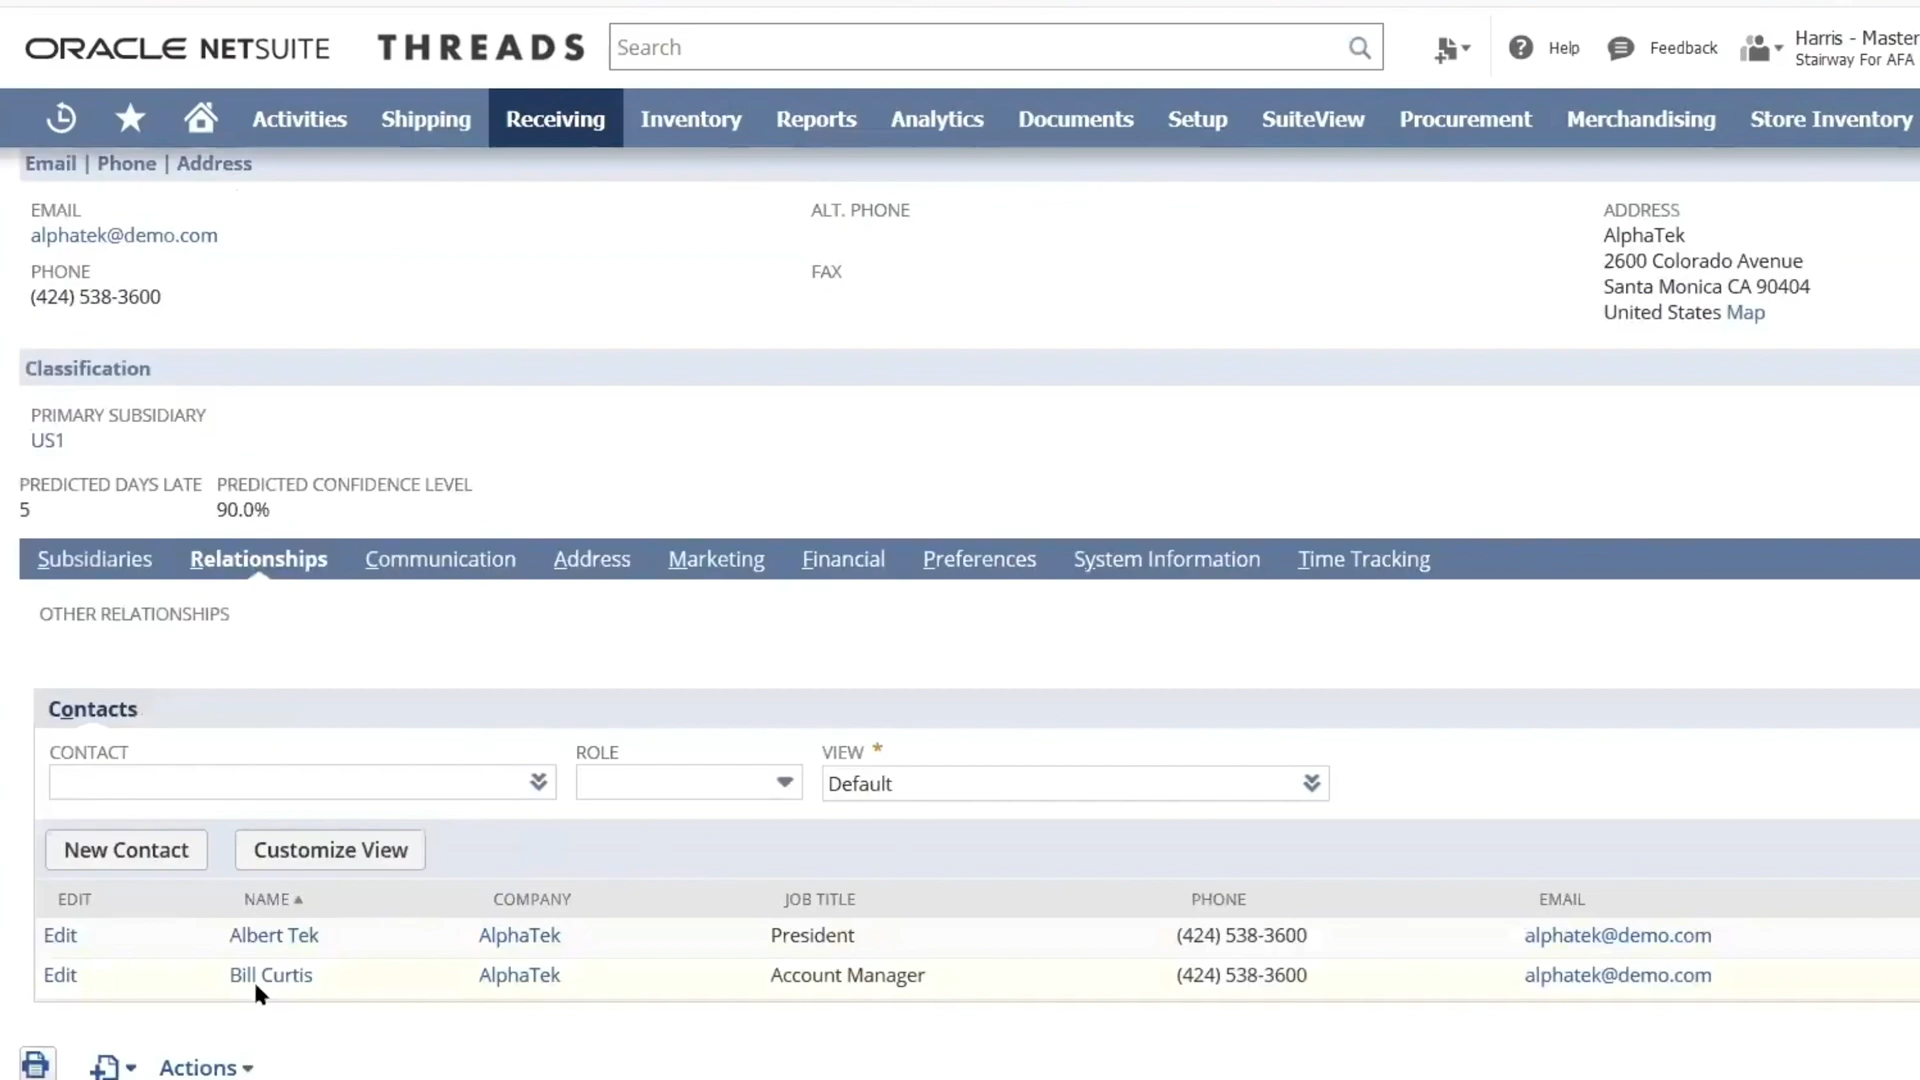 ORACLE NETSUITE THREADS Search Help Feedback Harris - Master
Stairway For AFA
Activities Shipping Receiving Inventory Reports Analytics Documents Setup SuiteView Procurement Merchandising Store Inventory
Email | Phone | Address
EMAIL ALT. PHONE ADDRESS
alphatek@demo.com AlphaTek
2600 Colorado Avenue
PHONE FAX
(424) 538-3600 Santa Monica CA 90404
United States Map
Classification
PRIMARY SUBSIDIARY
US1
PREDICTED DAYS LATE PREDICTED CONFIDENCE LEVEL
5 90.0%
Subsidiaries Relationships Communication Address Marketing Financial Preferences System Information Time Tracking
OTHER RELATIONSHIPS
Contacts
CONTACT ROLE VIEW *
Default
New Contact Customize View
EDIT NAME COMPANY JOB TITLE PHONE EMAIL
Edit Albert Tek AlphaTek President (424) 538-3600 alphatek@demo.com
Edit Bill Curtis AlphaTek Account Manager (424) 538-3600 alphatek@demo.com
Actions